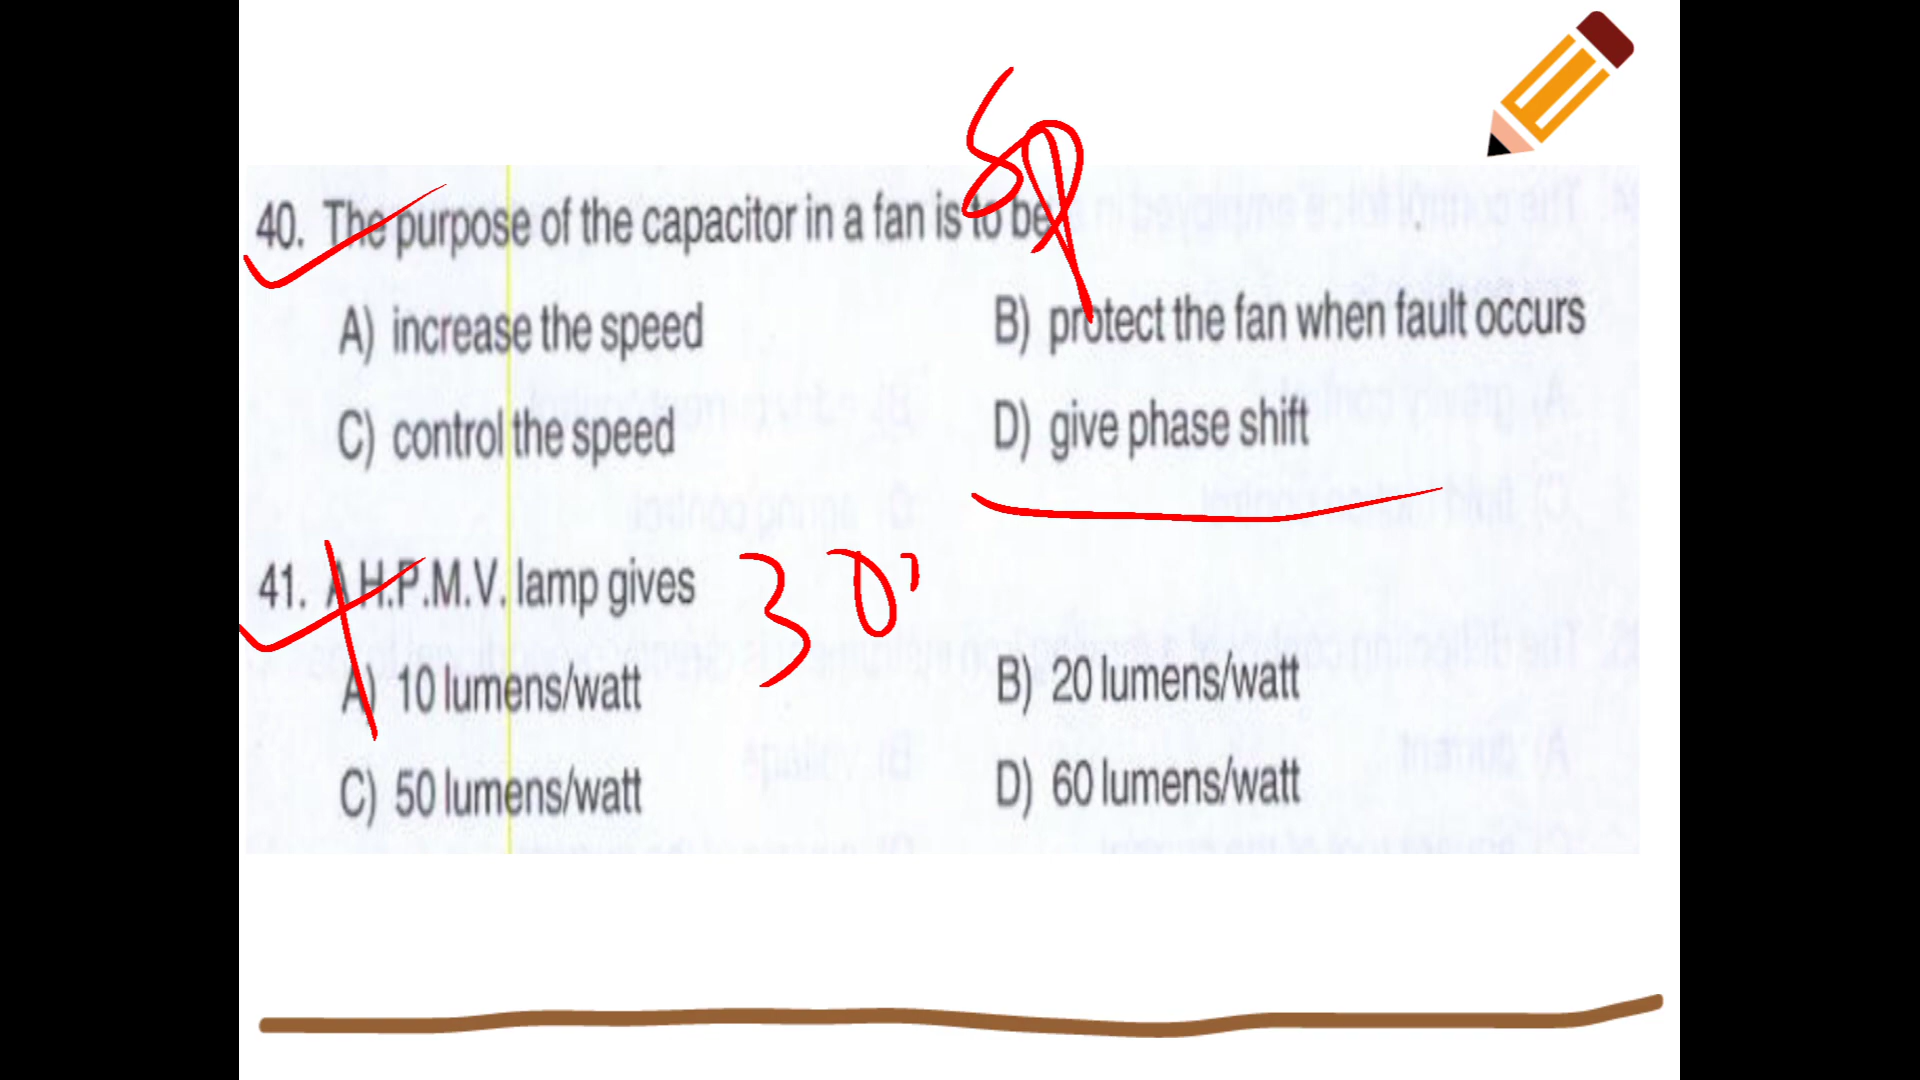 Sφ
40. The purpose of the capacitor in a fan is to be
A) increase the speed B) protect the fan when fault occurs
C) control the speed D) give phase shift
41. A H.P.M.V. lamp gives 30'
A) 10 lumens/watt B) 20 lumens/watt
C) 50 lumens/watt D) 60 lumens/watt